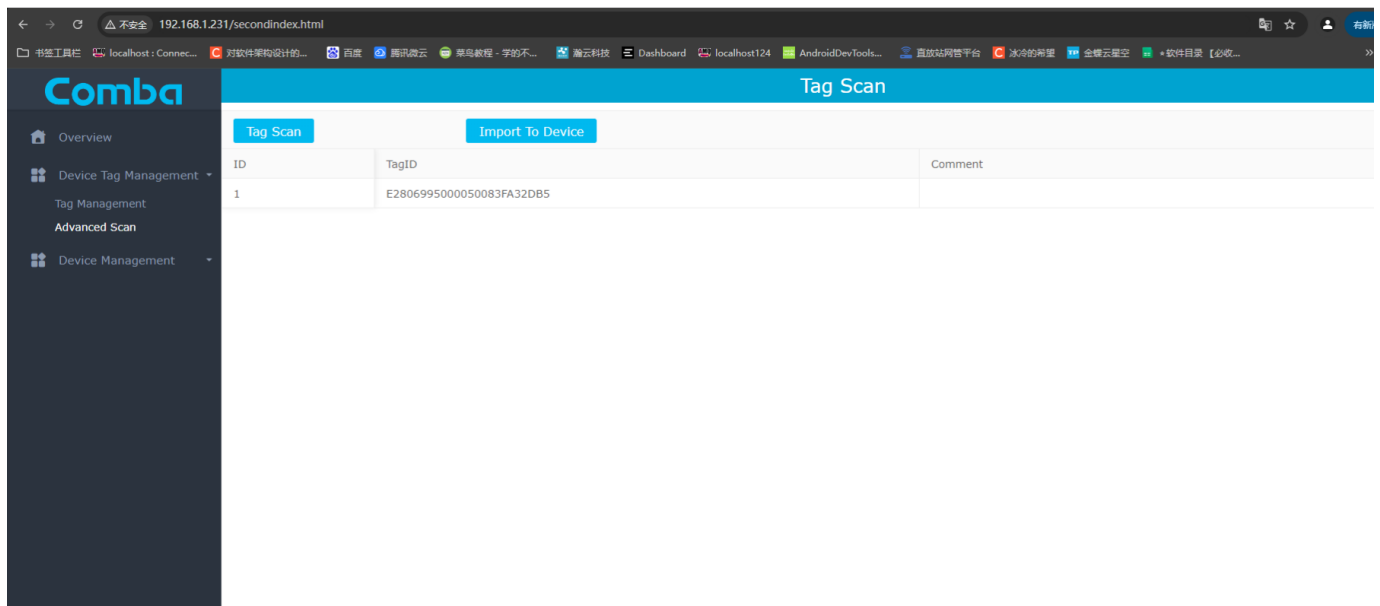 不安全 192.168.1.231/secondindex.html
书签工具栏 localhost : Connec... 对软件架构设计的... 百度 腾讯微云 菜鸟教程 - 学的不... 瀚云科技 Dashboard localhost124 AndroidDevTools... 直放站网管平台 冰冷的希望 金蝶云星空 *软件目录【必收... »
Comba
Tag Scan
Overview
Device Tag Management
Tag Management
Advanced Scan
Device Management
Tag Scan Import To Device
ID TagID Comment
1 E2806995000050083FA32DB5